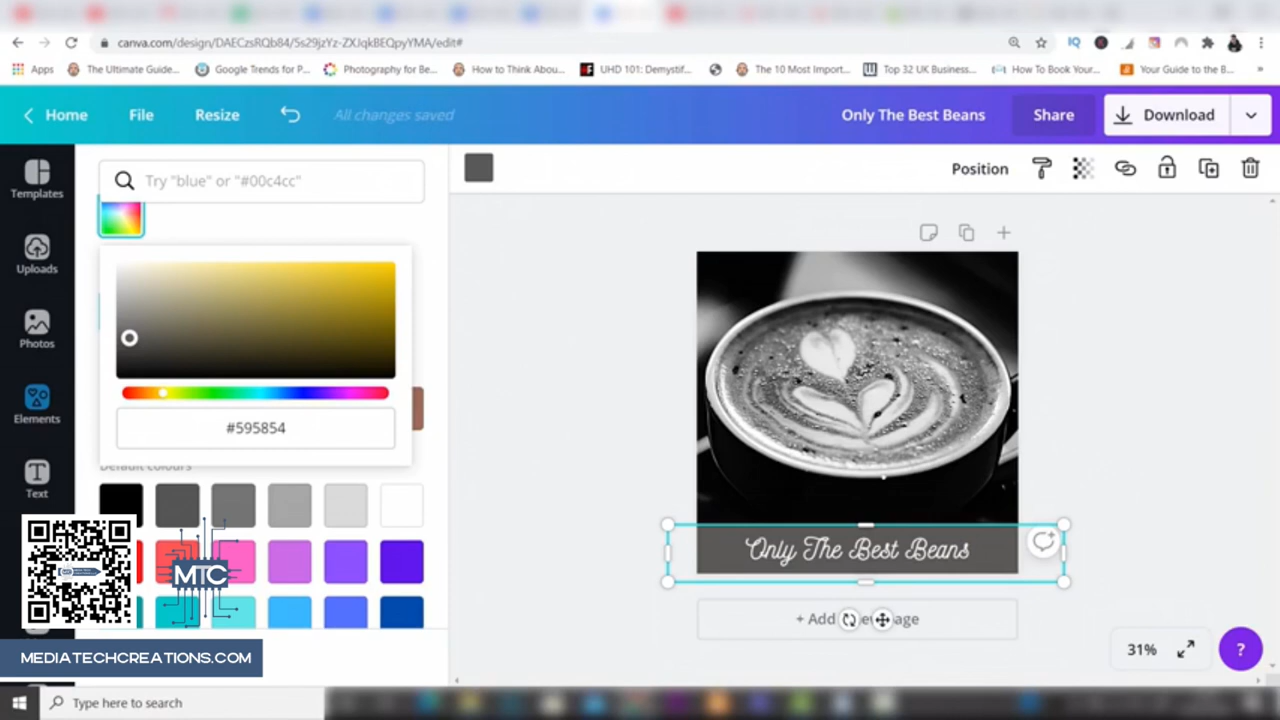 canva.com/design/DAECzsRQb84/5s29jzYz-ZXJqkBEQpyYMA/edit#
IQ
Apps
The Ultimate Guide...
Google Trends for P...
Photography for Be...
How to Think Abou...
UHD 101: Demystif...
The 10 Most Import...
Top 32 UK Business...
How To Book Your...
Your Guide to the B...
Home
File
Resize
All changes saved
Only The Best Beans
Share
Download
Templates
Uploads
Photos
Elements
Text
Try "blue" or "#00c4cc"
#595854
Default colours
Position
Only The Best Beans
+ Add
age
31%
?
MTC
MEDIATECHCREATIONS.COM
Type here to search